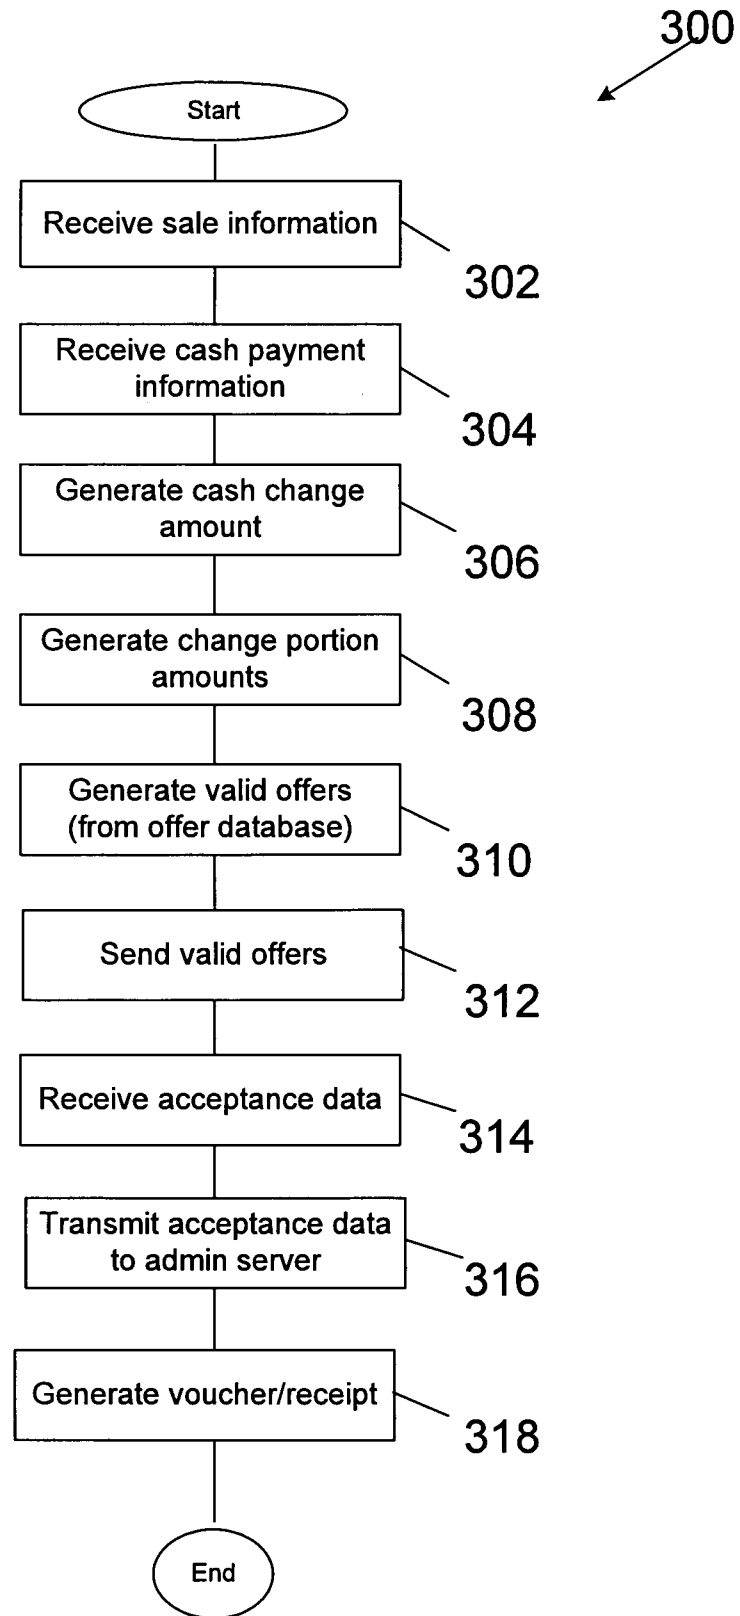 300
Start
Receive sale information
302
Receive cash payment
information
304
Generate cash change
amount
306
Generate change portion
amounts
308
Generate valid offers
(from offer database)
310
Send valid offers
312
Receive acceptance data
314
Transmit acceptance data
to admin server
316
Generate voucher/receipt
318
End